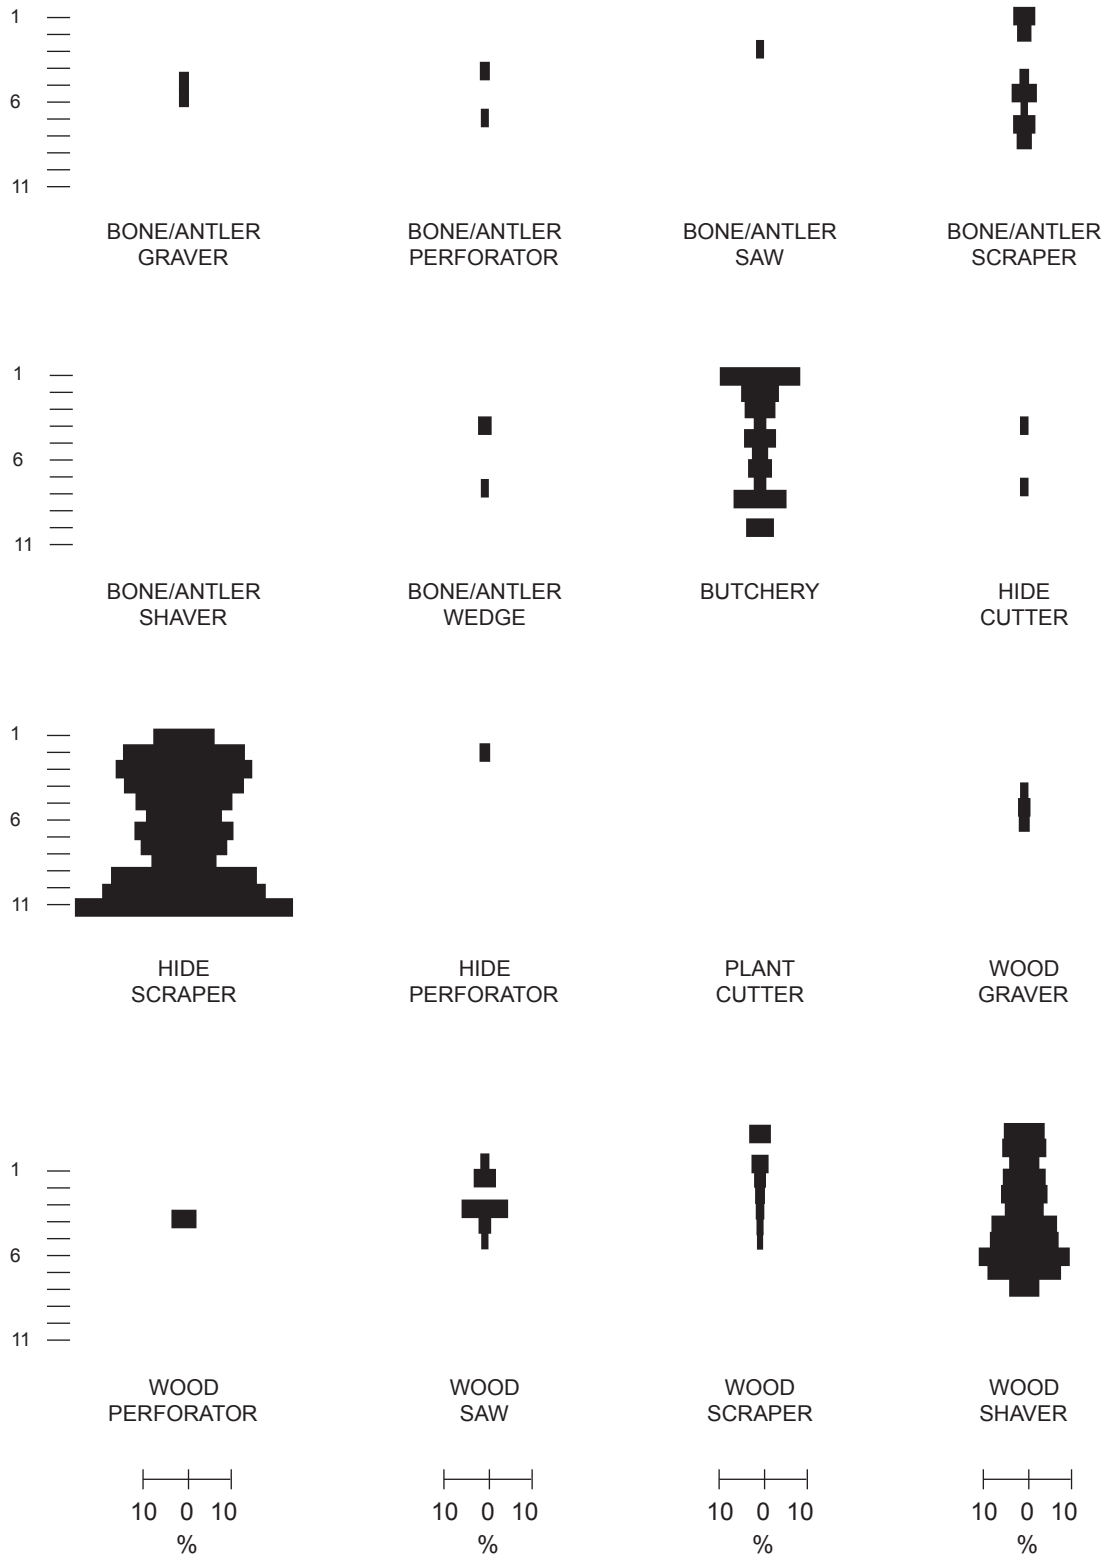 1
6
11
BONE/ANTLER
GRAVER
BONE/ANTLER
PERFORATOR
BONE/ANTLER
SAW
BONE/ANTLER
SCRAPER
1
6
11
BONE/ANTLER
SHAVER
BONE/ANTLER
WEDGE
BUTCHERY
HIDE
CUTTER
1
6
11
HIDE
SCRAPER
HIDE
PERFORATOR
PLANT
CUTTER
WOOD
GRAVER
1
6
11
WOOD
PERFORATOR
WOOD
SAW
WOOD
SCRAPER
WOOD
SHAVER
10 0 10
%
10 0 10
%
10 0 10
%
10 0 10
%